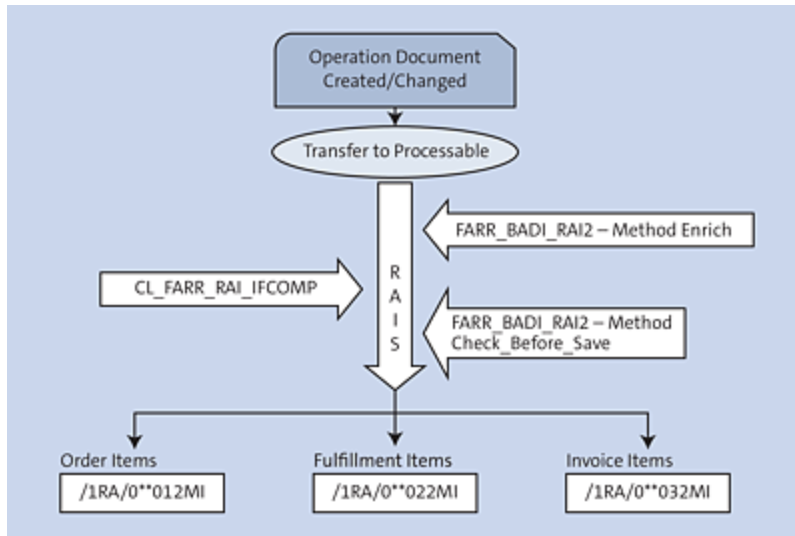 Operation Document
Created/Changed
Transfer to Processable
FARR_BADI_RAI2 – Method Enrich
R
A
I
S
CL_FARR_RAI_IFCOMP
FARR_BADI_RAI2 – Method
Check_Before_Save
Order Items
/1RA/0**012MI
Fulfillment Items
/1RA/0**022MI
Invoice Items
/1RA/0**032MI